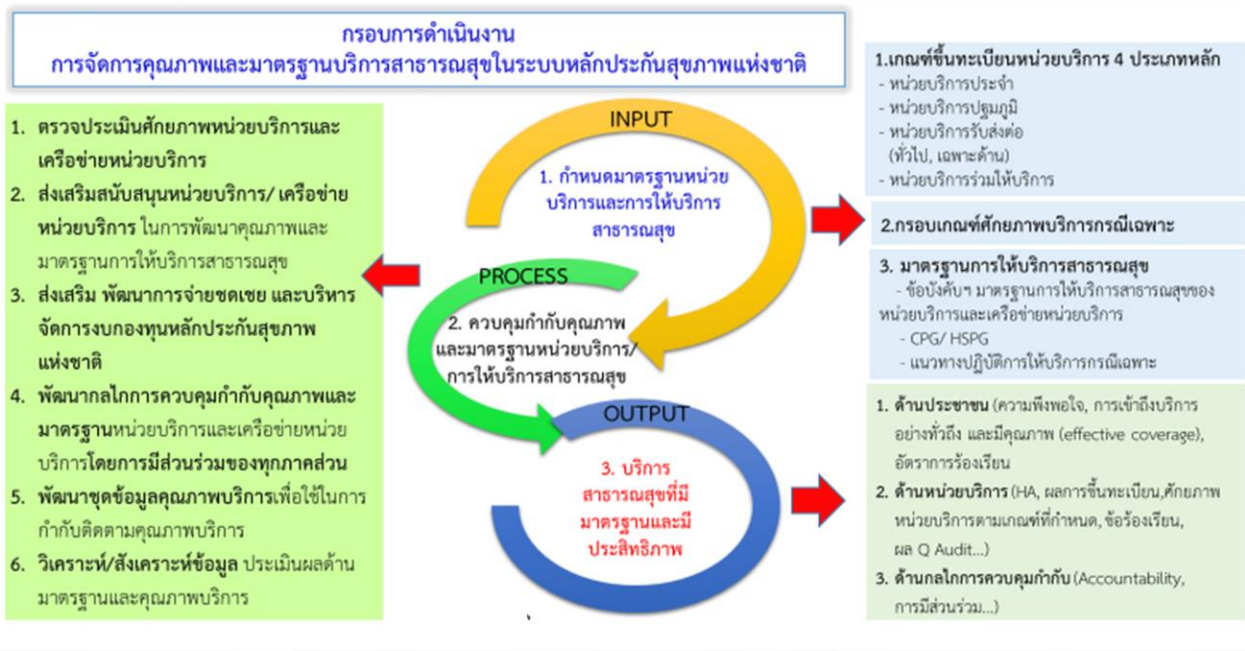 กรอบการดำเนินงาน
การจัดการคุณภาพและมาตรฐานบริการสาธารณสุขในระบบหลักประกันสุขภาพแห่งชาติ
1. ตรวจประเมินศักยภาพหน่วยบริการและ
เครือข่ายหน่วยบริการ
2. ส่งเสริมสนับสนุนหน่วยบริการ/ เครือข่าย
หน่วยบริการ ในการพัฒนาคุณภาพและ
มาตรฐานการให้บริการสาธารณสุข
3. ส่งเสริม พัฒนาการจ่ายชดเชย และบริหาร
จัดการงบกองทุนหลักประกันสุขภาพ
แห่งชาติ
4. พัฒนากลไกการควบคุมกำกับคุณภาพและ
มาตรฐานหน่วยบริการและเครือข่ายหน่วย
บริการโดยการมีส่วนร่วมของทุกภาคส่วน
5. พัฒนาชุดข้อมูลคุณภาพบริการเพื่อใช้ในการ
กำกับติดตามคุณภาพบริการ
6. วิเคราะห์/สังเคราะห์ข้อมูล ประเมินผลด้าน
มาตรฐานและคุณภาพบริการ
INPUT
1. กำหนดมาตรฐานหน่วย
บริการและการให้บริการ
สาธารณสุข
PROCESS
2. ควบคุมกำกับคุณภาพ
และมาตรฐานหน่วยบริการ/
การให้บริการสาธารณสุข
OUTPUT
3. บริการ
สาธารณสุขที่มี
มาตรฐานและมี
ประสิทธิภาพ
1.เกณฑ์ขึ้นทะเบียนหน่วยบริการ 4 ประเภทหลัก
- หน่วยบริการประจำ
- หน่วยบริการปฐมภูมิ
- หน่วยบริการรับส่งต่อ
(ทั่วไป, เฉพาะด้าน)
- หน่วยบริการร่วมให้บริการ
2.กรอบเกณฑ์ศักยภาพบริการกรณีเฉพาะ
3. มาตรฐานการให้บริการสาธารณสุข
- ข้อบังคับฯ มาตรฐานการให้บริการสาธารณสุขของ
หน่วยบริการและเครือข่ายหน่วยบริการ
- CPG/ HSPG
- แนวทางปฏิบัติการให้บริการกรณีเฉพาะ
1. ด้านประชาชน (ความพึงพอใจ, การเข้าถึงบริการ
อย่างทั่วถึง และมีคุณภาพ (effective coverage),
อัตราการร้องเรียน
2. ด้านหน่วยบริการ (HA, ผลการขึ้นทะเบียน,ศักยภาพ
หน่วยบริการตามเกณฑ์ที่กำหนด, ข้อร้องเรียน,
ผล Q Audit...)
3. ด้านกลไกการควบคุมกำกับ (Accountability,
การมีส่วนร่วม...)